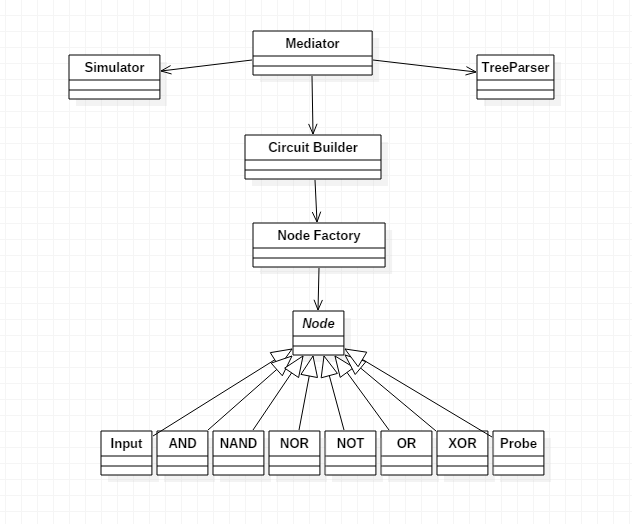 Mediator
Simulator
TreeParser
Circuit Builder
Node Factory
Node
Input
AND
NAND
NOR
NOT
OR
XOR
Probe